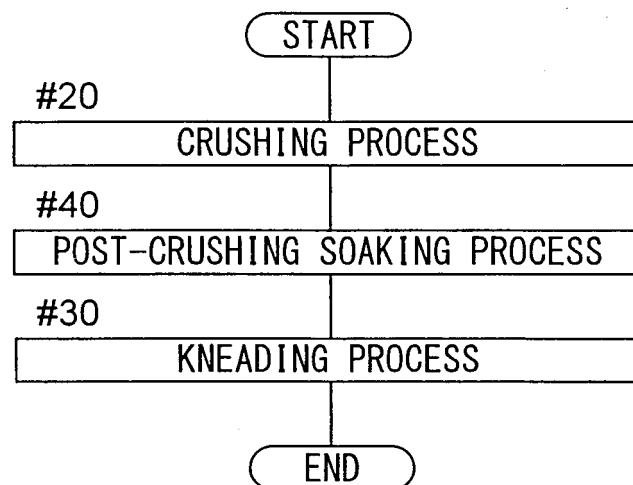 START
#20
CRUSHING PROCESS
#40
POST-CRUSHING SOAKING PROCESS
#30
KNEADING PROCESS
END